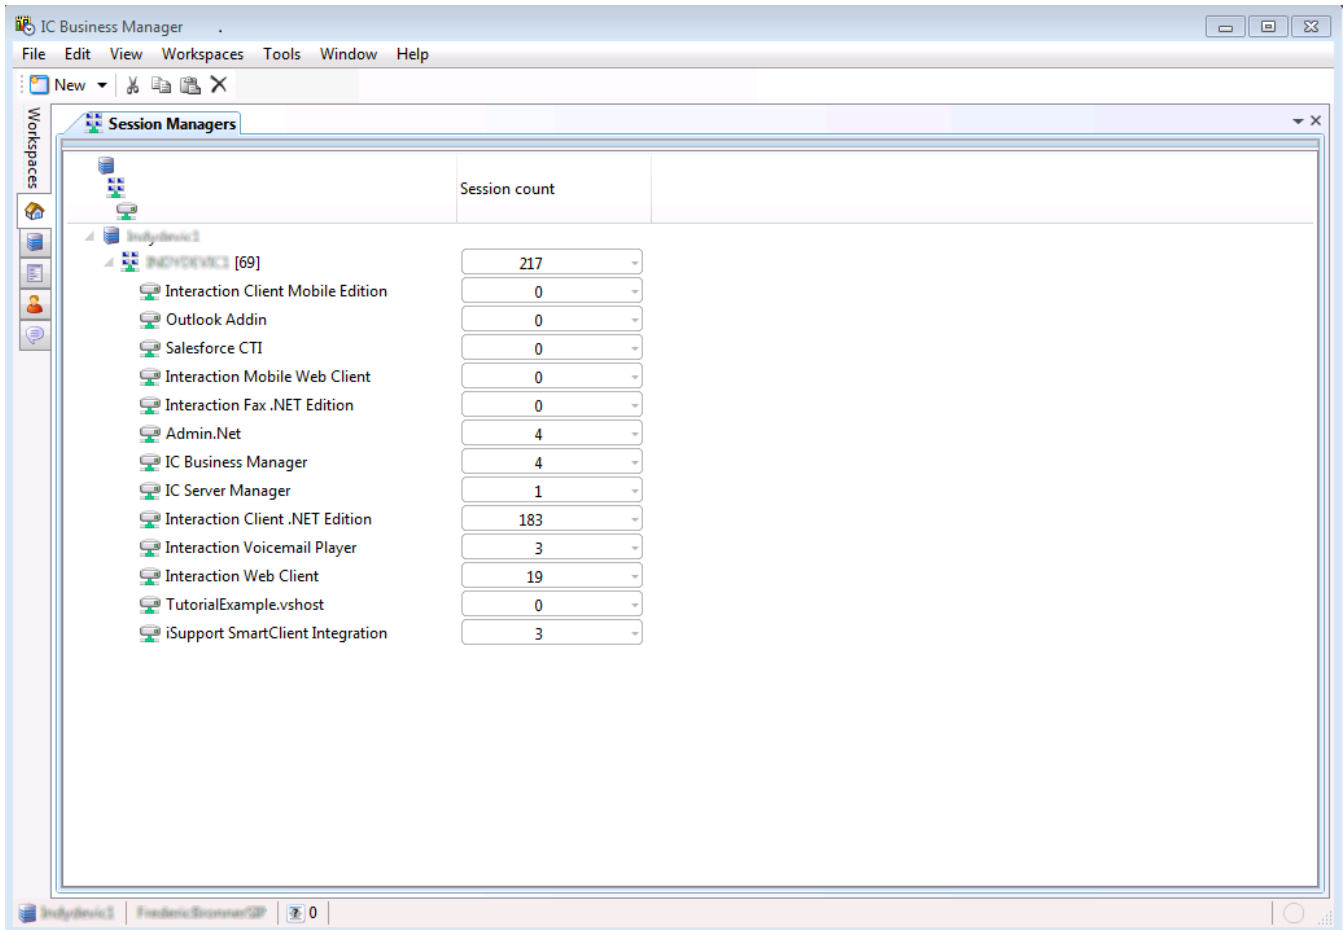 IC Business Manager
File Edit View Workspaces Tools Window Help
New
Workspaces
Session Managers
Session count
[69] 217
Interaction Client Mobile Edition 0
Outlook Addin 0
Salesforce CTI 0
Interaction Mobile Web Client 0
Interaction Fax .NET Edition 0
Admin.Net 4
IC Business Manager 4
IC Server Manager 1
Interaction Client .NET Edition 183
Interaction Voicemail Player 3
Interaction Web Client 19
TutorialExample.vshost 0
iSupport SmartClient Integration 3
0